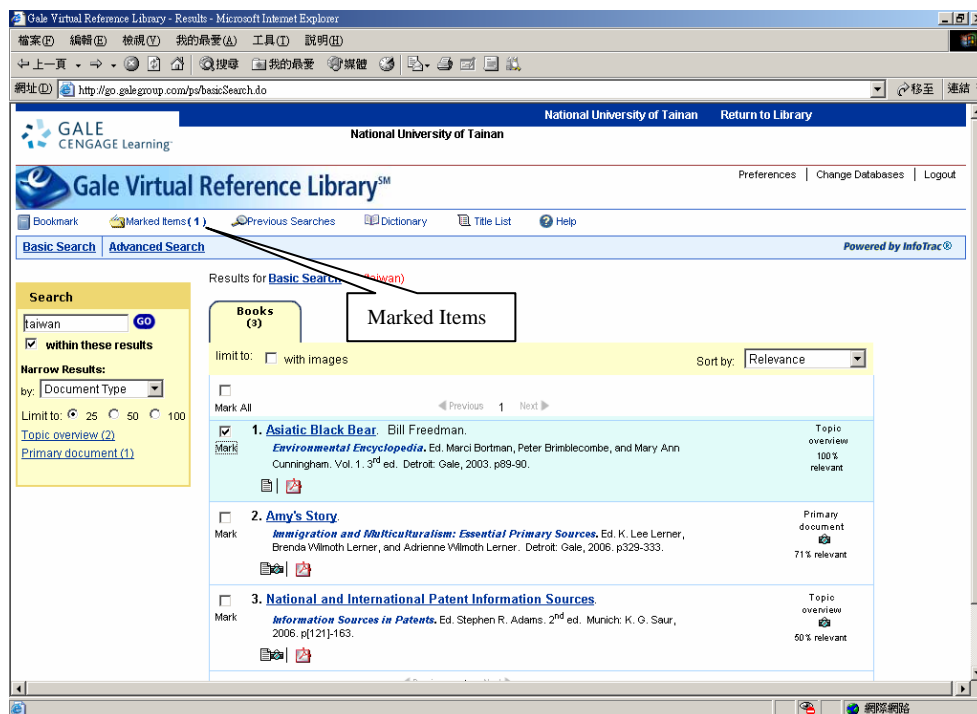 Gale Virtual Reference Library - Results - Microsoft Internet Explorer
檔案(F) 編輯(E) 檢視(V) 我的最愛(A) 工具(T) 說明(H)
上一頁 搜尋 我的最愛 媒體
網址(D) http://go.galegroup.com/ps/basicSearch.do 移至 連結
National University of Tainan Return to Library
GALE
CENGAGE Learning
National University of Tainan
Gale Virtual Reference Library SM
Preferences | Change Databases | Logout
Bookmark Marked Items ( 1 ) Previous Searches Dictionary Title List Help
Basic Search | Advanced Search Powered by InfoTrac®
Results for Basic Search taiwan)
Marked Items
Search
taiwan GO
within these results
Narrow Results:
by: Document Type
Limit to: 25 50 100
Topic overview (2)
Primary document (1)
Books
(3)
limit to: with images Sort by: Relevance
Mark All Previous 1 Next
Mark
1. Asiatic Black Bear. Bill Freedman.
Environmental Encyclopedia. Ed. Marci Bortman, Peter Brimblecombe, and Mary Ann
Cunningham. Vol. 1. 3rd ed. Detroit: Gale, 2003. p89-90.
Topic
overview
100 %
relevant
Mark
2. Amy's Story.
Immigration and Multiculturalism: Essential Primary Sources. Ed. K. Lee Lerner,
Brenda Wilmoth Lerner, and Adrienne Wilmoth Lerner. Detroit: Gale, 2006. p329-333.
Primary
document
71 % relevant
Mark
3. National and International Patent Information Sources.
Information Sources in Patents. Ed. Stephen R. Adams. 2nd ed. Munich: K. G. Saur,
2006. p[121]-163.
Topic
overview
50 % relevant
網際網路